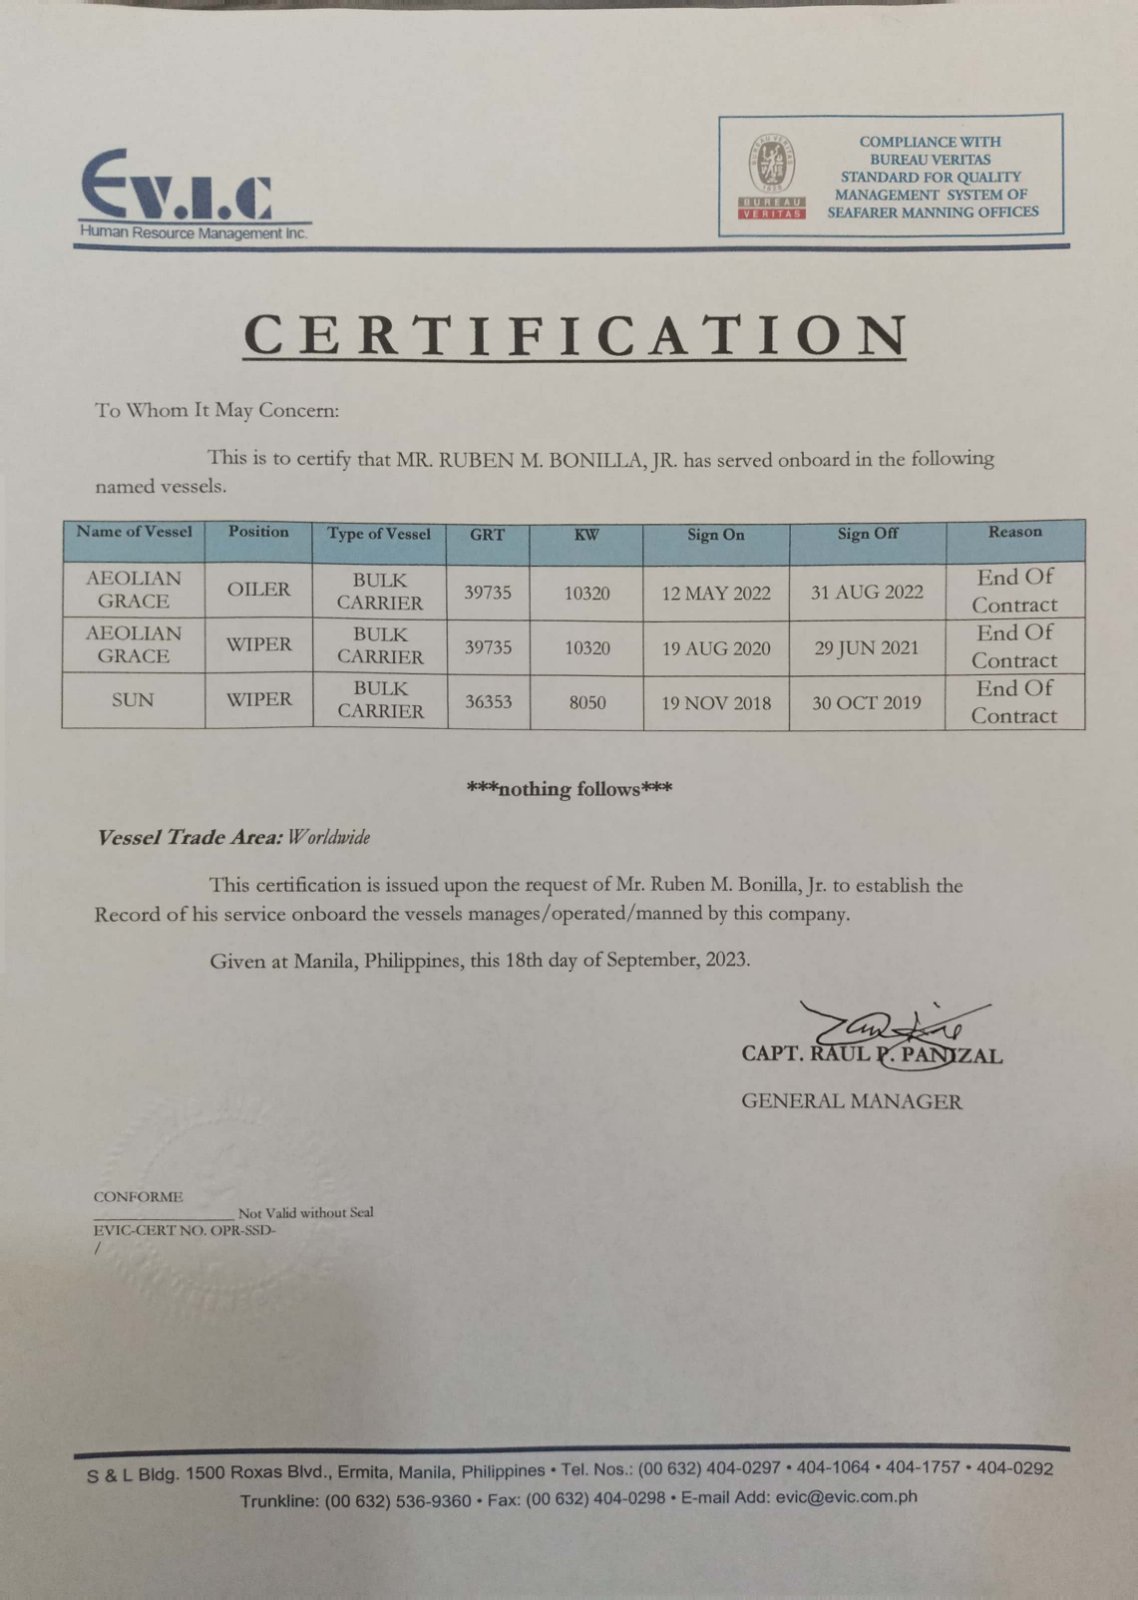 EV.I.C
Human Resource Management Inc.
BUREAU VERITAS
1828
BUREAU
VERITAS
COMPLIANCE WITH
BUREAU VERITAS
STANDARD FOR QUALITY
MANAGEMENT SYSTEM OF
SEAFARER MANNING OFFICES
CERTIFICATION
To Whom It May Concern:
This is to certify that MR. RUBEN M. BONILLA, JR. has served onboard in the following
named vessels.
Name of Vessel Position Type of Vessel GRT KW Sign On Sign Off Reason
AEOLIAN GRACE OILER BULK CARRIER 39735 10320 12 MAY 2022 31 AUG 2022 End Of Contract
AEOLIAN GRACE WIPER BULK CARRIER 39735 10320 19 AUG 2020 29 JUN 2021 End Of Contract
SUN WIPER BULK CARRIER 36353 8050 19 NOV 2018 30 OCT 2019 End Of Contract
***nothing follows***
Vessel Trade Area: Worldwide
This certification is issued upon the request of Mr. Ruben M. Bonilla, Jr. to establish the
Record of his service onboard the vessels manages/operated/manned by this company.
Given at Manila, Philippines, this 18th day of September, 2023.
CAPT. RAUL P. PANIZAL
GENERAL MANAGER
CONFORME
_________________ Not Valid without Seal
EVIC-CERT NO. OPR-SSD-
/
S & L Bldg. 1500 Roxas Blvd., Ermita, Manila, Philippines • Tel. Nos.: (00 632) 404-0297 • 404-1064 • 404-1757 • 404-0292
Trunkline: (00 632) 536-9360 • Fax: (00 632) 404-0298 • E-mail Add: evic@evic.com.ph